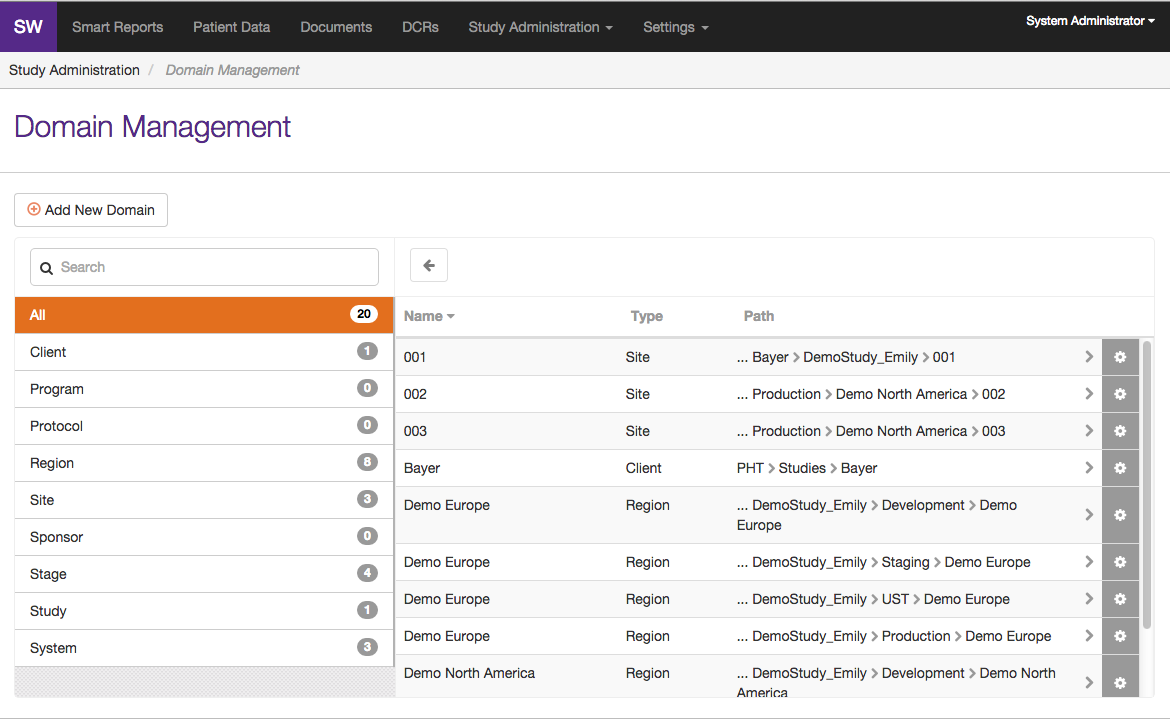 SW Smart Reports Patient Data Documents DCRs Study Administration Settings System Administrator
Study Administration / Domain Management
Domain Management
Add New Domain
Search
All 20
Client 1
Program 0
Protocol 0
Region 8
Site 3
Sponsor 0
Stage 4
Study 1
System 3
Name Type Path
001 Site ... Bayer > DemoStudy_Emily > 001
002 Site ... Production > Demo North America > 002
003 Site ... Production > Demo North America > 003
Bayer Client PHT > Studies > Bayer
Demo Europe Region ... DemoStudy_Emily > Development > Demo
Europe
Demo Europe Region ... DemoStudy_Emily > Staging > Demo Europe
Demo Europe Region ... DemoStudy_Emily > UST > Demo Europe
Demo Europe Region ... DemoStudy_Emily > Production > Demo Europe
Demo North America Region ... DemoStudy_Emily > Development > Demo North
America